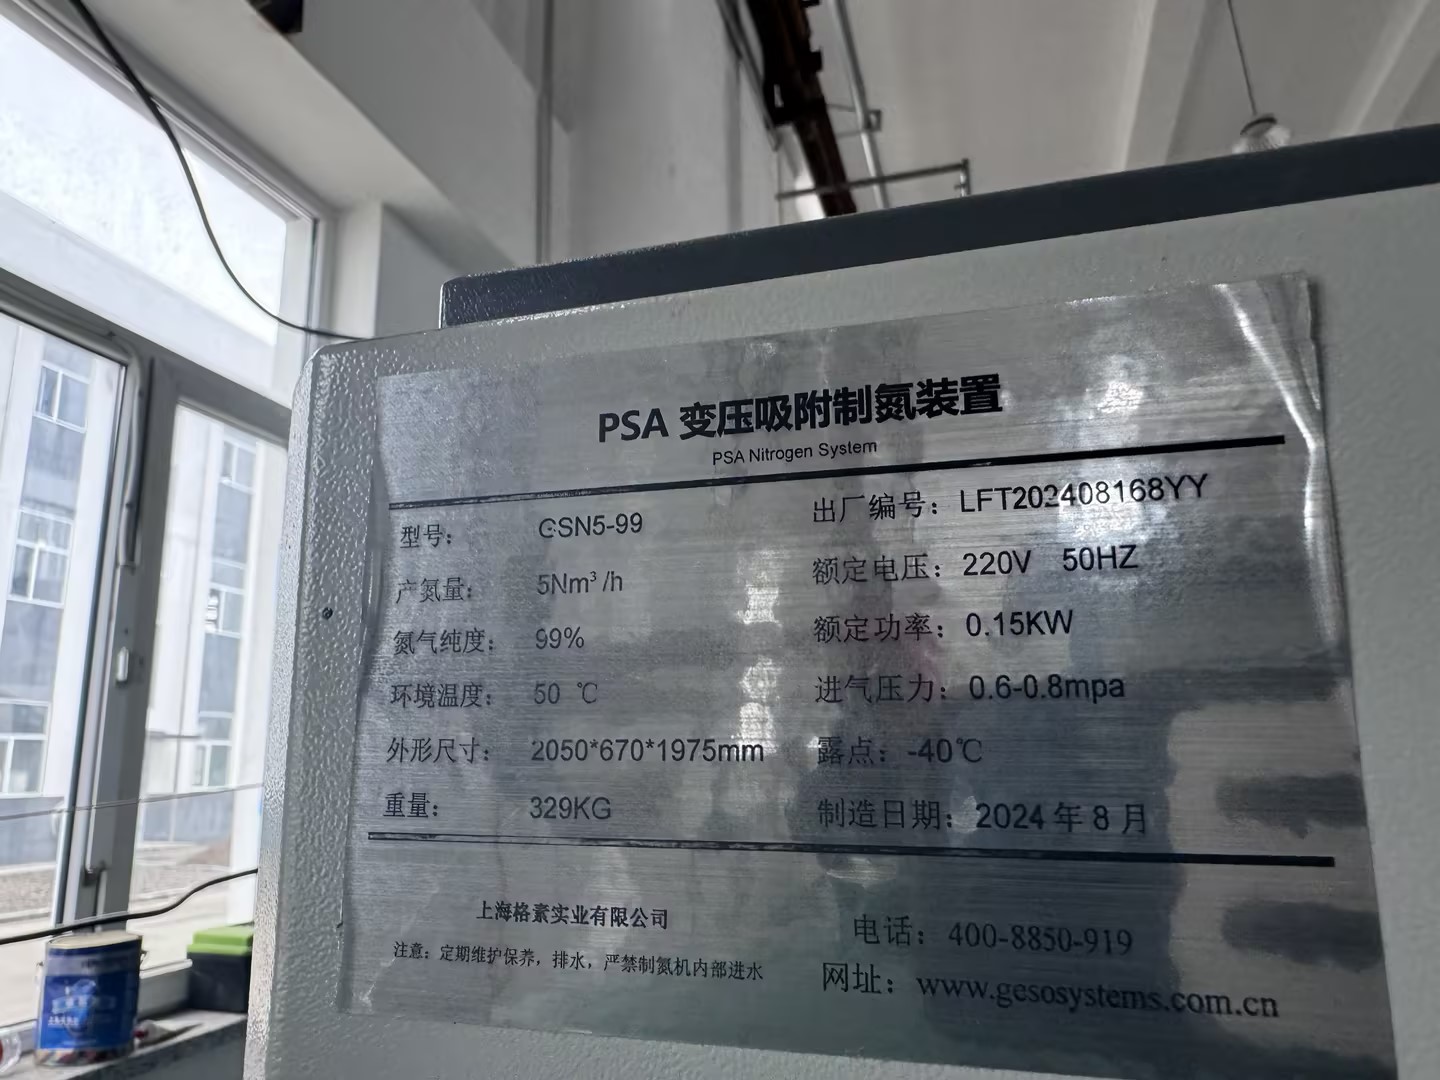 PSA 变压吸附制氮装置
PSA Nitrogen System
型号： GSN5-99
出厂编号：LFT202408168YY
产氮量： 5Nm³/h
额定电压：220V 50HZ
氮气纯度： 99%
额定功率：0.15KW
环境温度： 50 ℃
进气压力：0.6-0.8mpa
外形尺寸： 2050*670*1975mm
露点：-40℃
重量： 329KG
制造日期：2024年8月
上海格素实业有限公司
电话：400-8850-919
注意：定期维护保养，排水，严禁制氮机内部进水
网址：www.gesosystems.com.cn